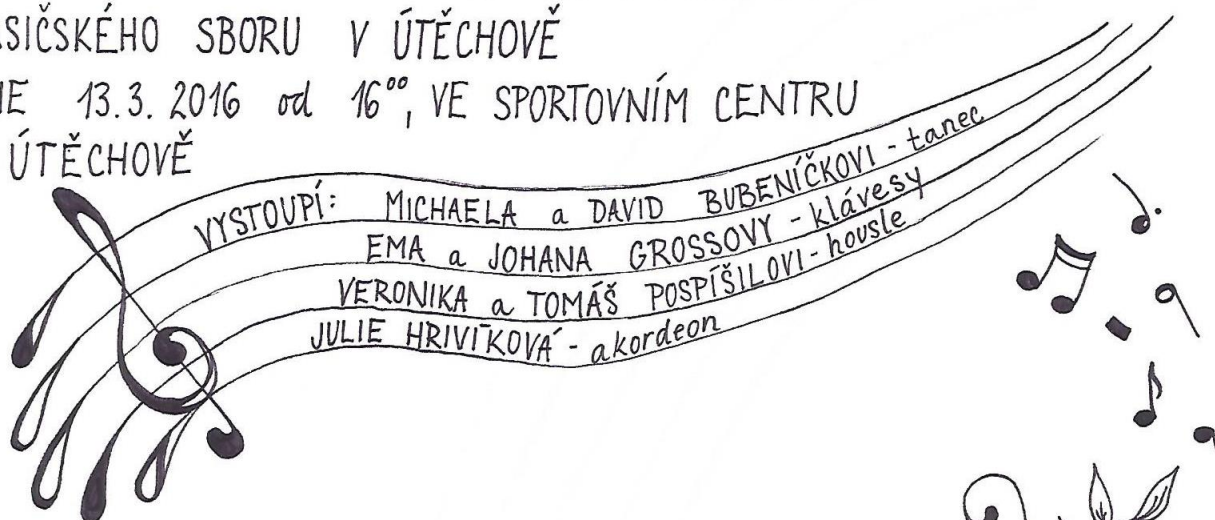 SIČSKÉHO SBORU V ÚTĚCHOVĚ
13.3. 2016 od 16°°, VE SPORTOVNÍM CENTRU
ÚTĚCHOVĚ
VYSTOUPÍ: MICHAELA a DAVID BUBENÍČKOVI - tanec
EMA a JOHANA GROSSOVY - klávesy
VERONIKA a TOMÁŠ POSPÍŠILOVI - housle
JULIE HRIVÍKOVÁ - akordeon